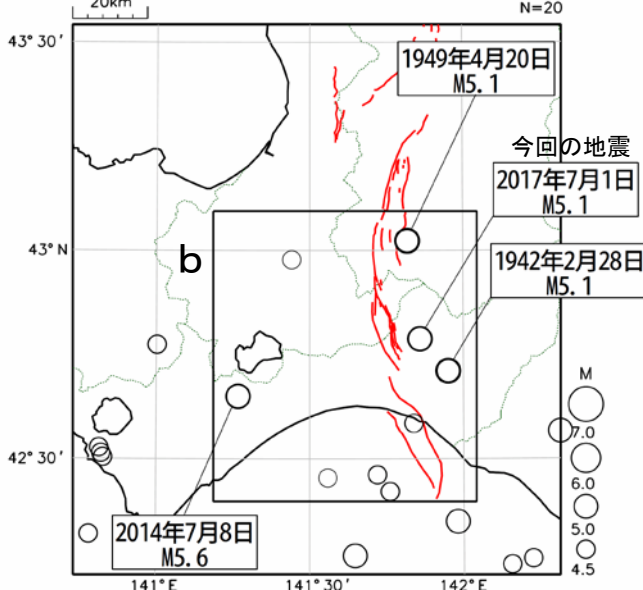 20km
N=20
43°30'
1949年4月20日
M5.1
今回の地震
2017年7月1日
M5.1
43°N
b
1942年2月28日
M5.1
M
7.0
6.0
42°30'
5.0
2014年7月8日
M5.6
4.5
141°E
141°30'
142°E